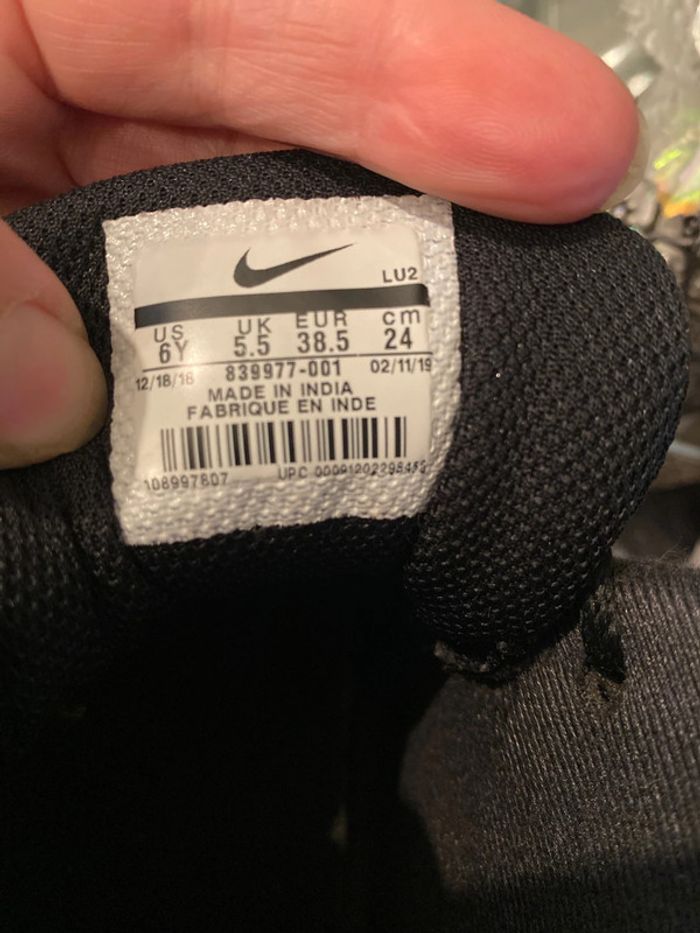 LU2
US UK EUR cm
6Y 5.5 38.5 24
12/18/18 839977-001 02/11/19
MADE IN INDIA
FABRIQUE EN INDE
108997807 UPC